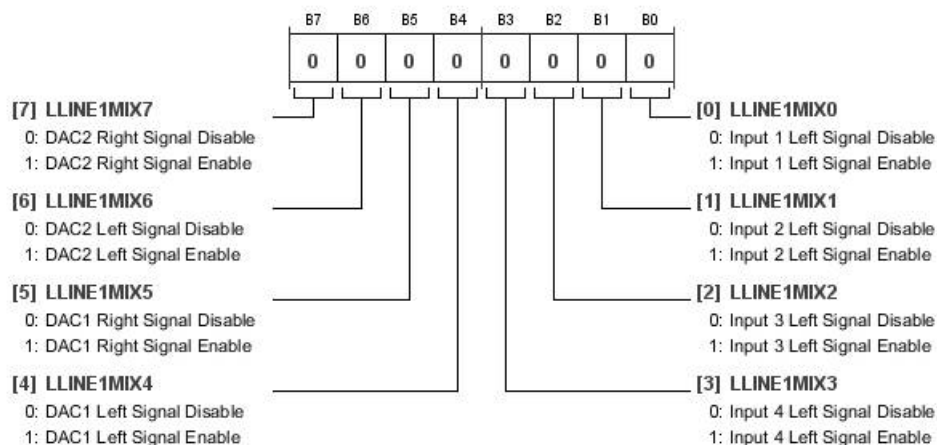 B7 B6 B5 B4 B3 B2 B1 B0
0 0 0 0 0 0 0 0
[7] LLINE1MIX7
0: DAC2 Right Signal Disable
1: DAC2 Right Signal Enable
[6] LLINE1MIX6
0: DAC2 Left Signal Disable
1: DAC2 Left Signal Enable
[5] LLINE1MIX5
0: DAC1 Right Signal Disable
1: DAC1 Right Signal Enable
[4] LLINE1MIX4
0: DAC1 Left Signal Disable
1: DAC1 Left Signal Enable
[0] LLINE1MIX0
0: Input 1 Left Signal Disable
1: Input 1 Left Signal Enable
[1] LLINE1MIX1
0: Input 2 Left Signal Disable
1: Input 2 Left Signal Enable
[2] LLINE1MIX2
0: Input 3 Left Signal Disable
1: Input 3 Left Signal Enable
[3] LLINE1MIX3
0: Input 4 Left Signal Disable
1: Input 4 Left Signal Enable